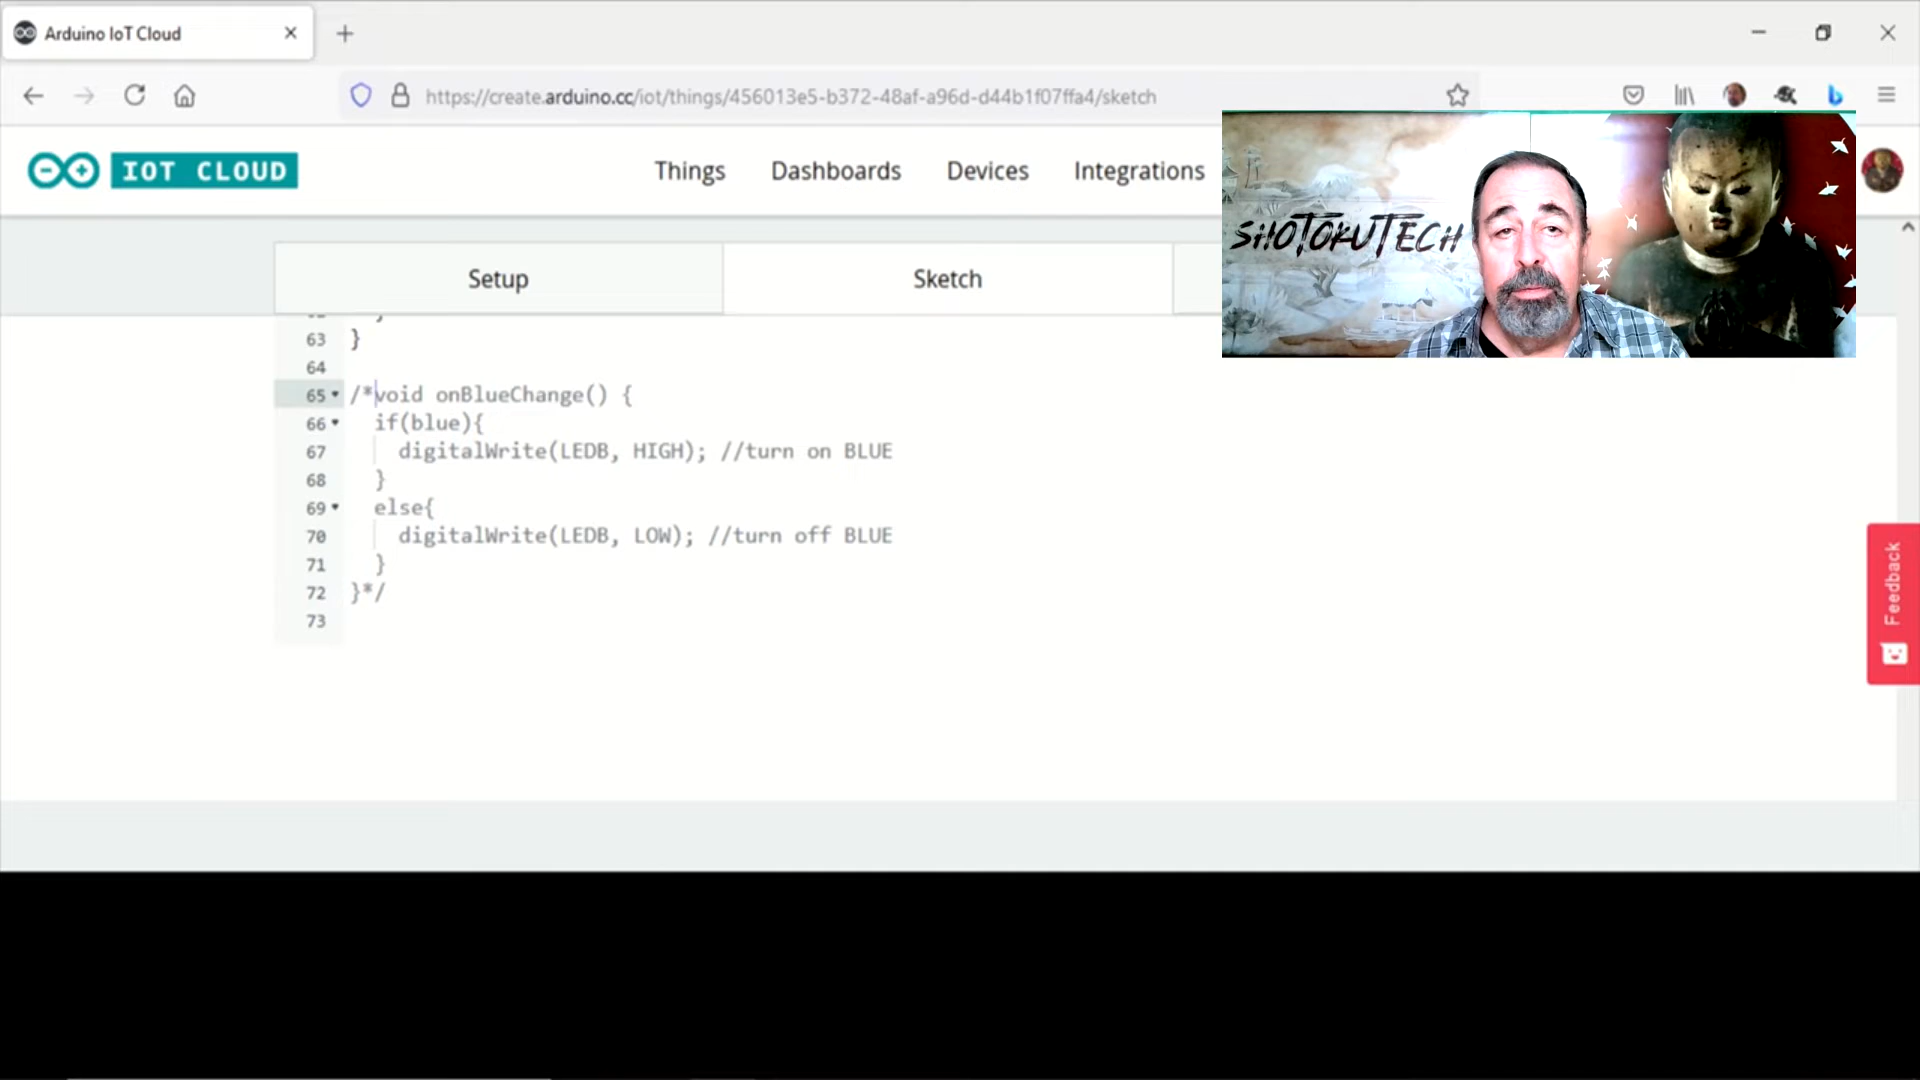 Arduino IoT Cloud
https://create.arduino.cc/iot/things/456013e5-b372-48af-a96d-d44b1f07ffa4/sketch
IOT CLOUD
Things Dashboards Devices Integrations
SHOTOKUTECH
Setup Sketch
63 }
64
65 /*void onBlueChange() {
66 if(blue){
67 digitalWrite(LEDB, HIGH); //turn on BLUE
68 }
69 else{
70 digitalWrite(LEDB, LOW); //turn off BLUE
71 }
72 }*/
73
Feedback